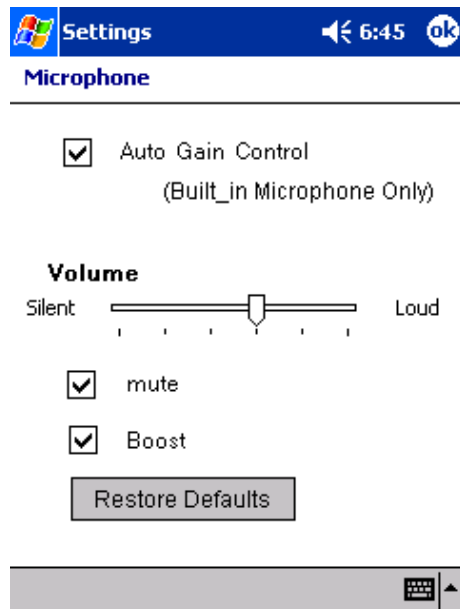 Settings 6:45 ok
Microphone
Auto Gain Control
(Built_in Microphone Only)
Volume
Silent Loud
mute
Boost
Restore Defaults